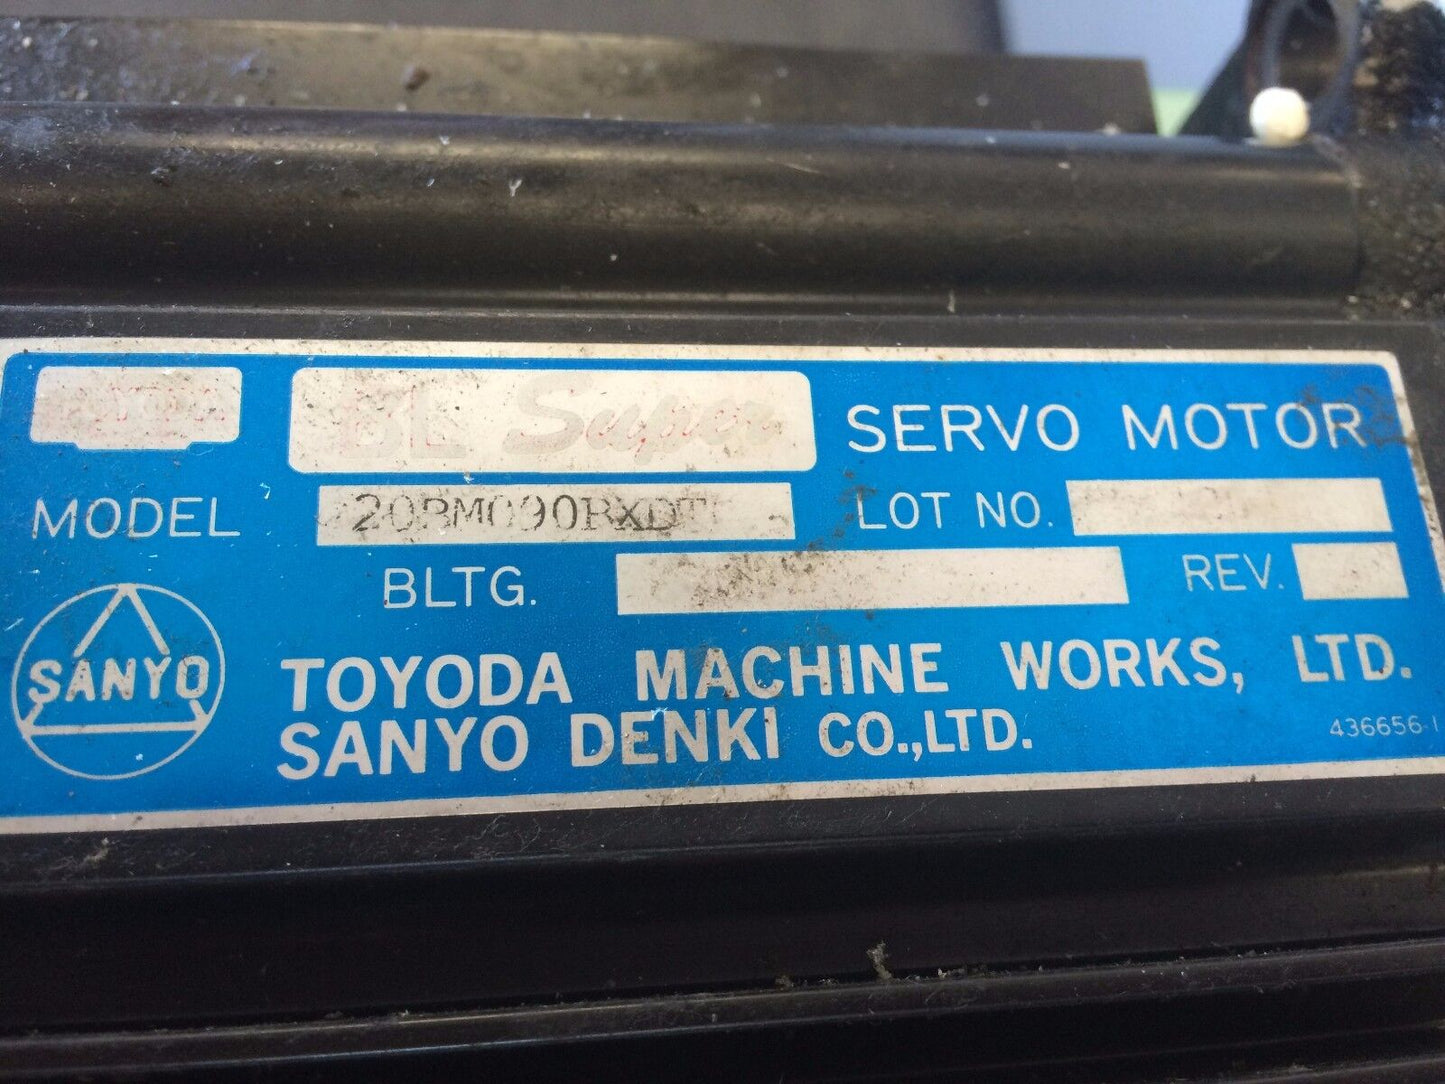 BL Super SERVO MOTOR
MODEL 20BM090BXDT LOT NO.
BLTG. REV.
SANYO
TOYODA MACHINE WORKS, LTD.
SANYO DENKI CO.,LTD.
436656-1